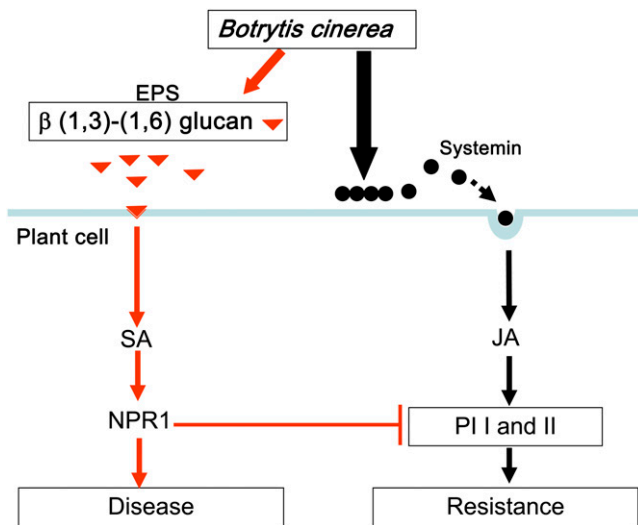 Botrytis cinerea
EPS
β (1,3)-(1,6) glucan
Systemin
Plant cell
SA
JA
NPR1
PI I and II
Disease
Resistance